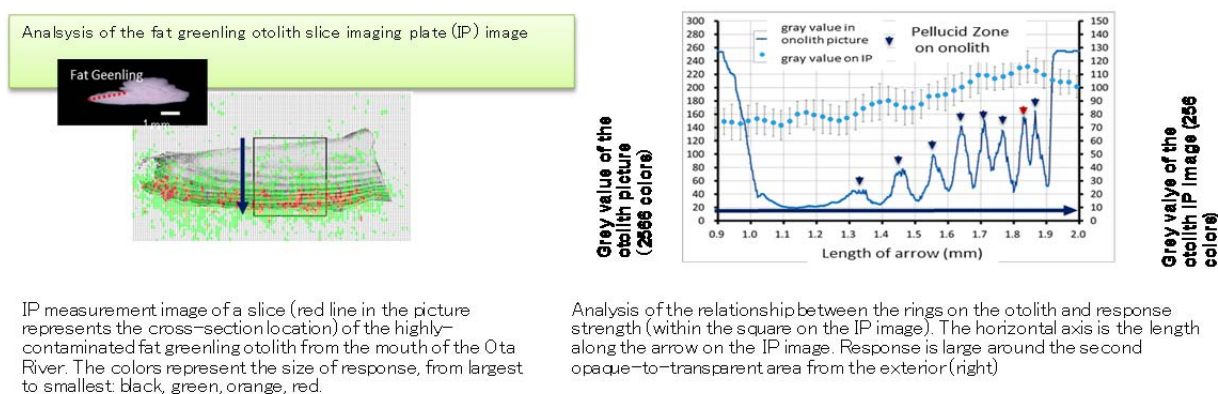 Analsysis of the fat greenling otolith slice imaging plate (IP) image
Fat Geenling
1 mm
Grey value of the
otolith picture
(2566 colors)
300
280
260
240
220
200
180
160
140
120
100
80
60
40
20
0
gray value in
onolith picture
gray value on IP
Pellucid Zone
on onolith
150
140
130
120
110
100
90
80
70
60
50
40
30
20
10
0
0.9 1.0 1.1 1.2 1.3 1.4 1.5 1.6 1.7 1.8 1.9 2.0
Length of arrow (mm)
Grey valye of the
otolith IP image (256
colors)
IP measurement image of a slice (red line in the picture
represents the cross-section location) of the highly-
contaminated fat greenling otolith from the mouth of the Ota
River. The colors represent the size of response, from largest
to smallest: black, green, orange, red.
Analysis of the relationship between the rings on the otolith and response
strength (within the square on the IP image). The horizontal axis is the length
along the arrow on the IP image. Response is large around the second
opaque-to-transparent area from the exterior (right)